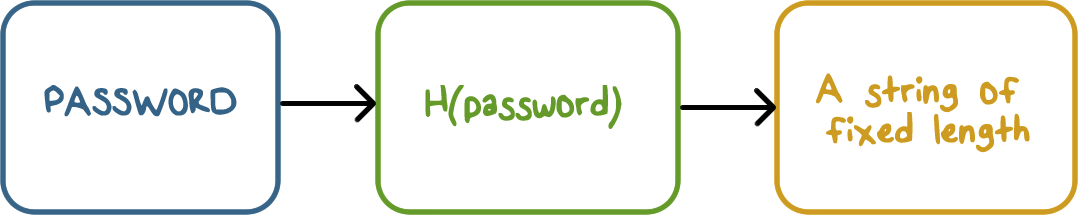 PASSWORD
H(password)
A string of
fixed length